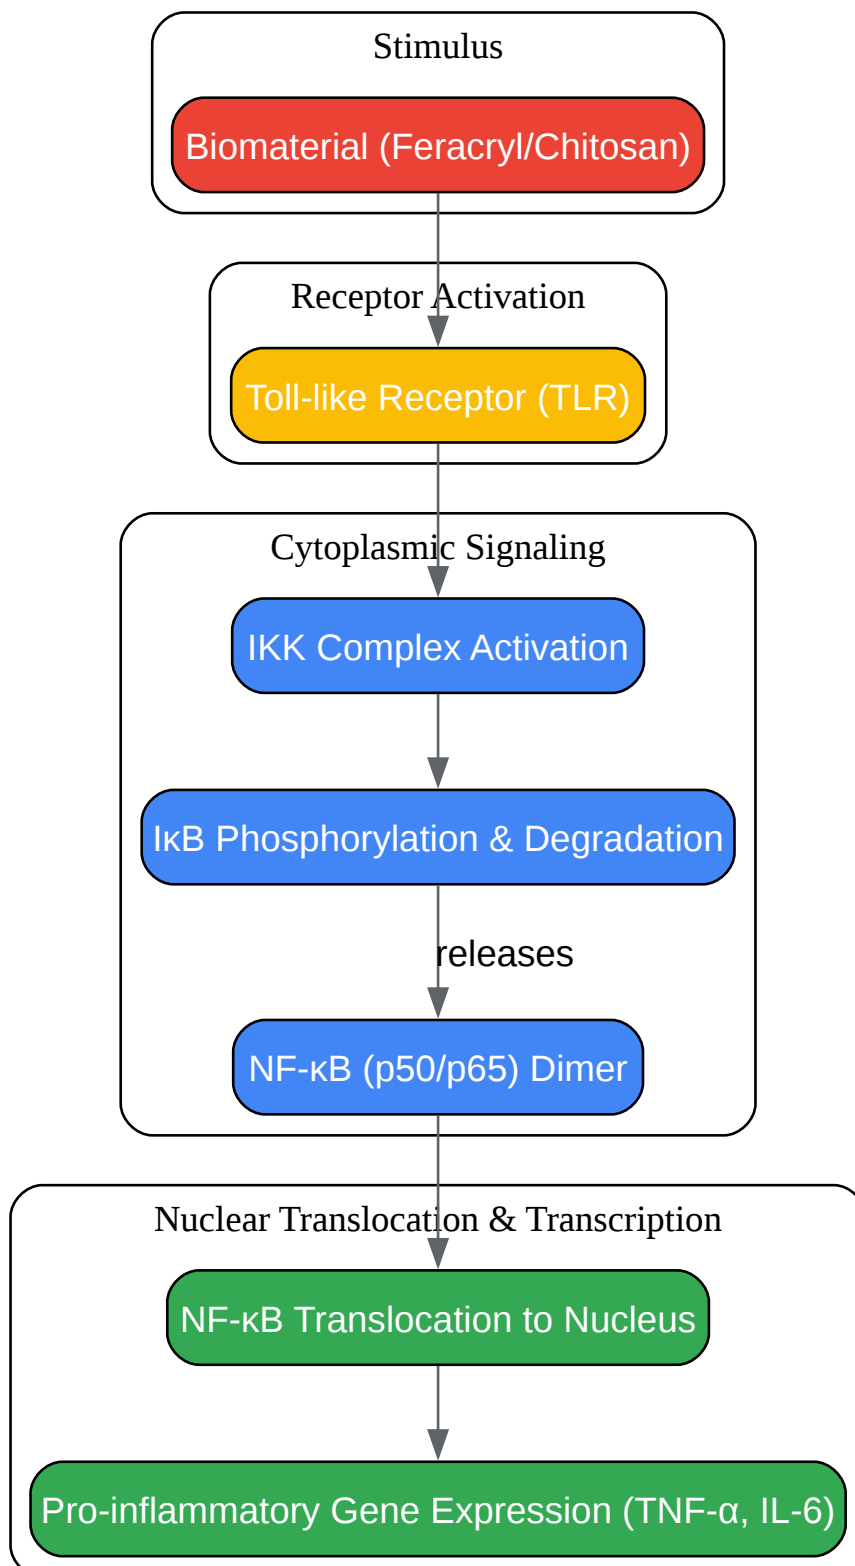 Stimulus
Biomaterial (Feracryl/Chitosan)
Receptor Activation
Toll-like Receptor (TLR)
Cytoplasmic Signaling
IKK Complex Activation
IκB Phosphorylation & Degradation
releases
NF-κB (p50/p65) Dimer
Nuclear Translocation & Transcription
NF-κB Translocation to Nucleus
Pro-inflammatory Gene Expression (TNF-α, IL-6)